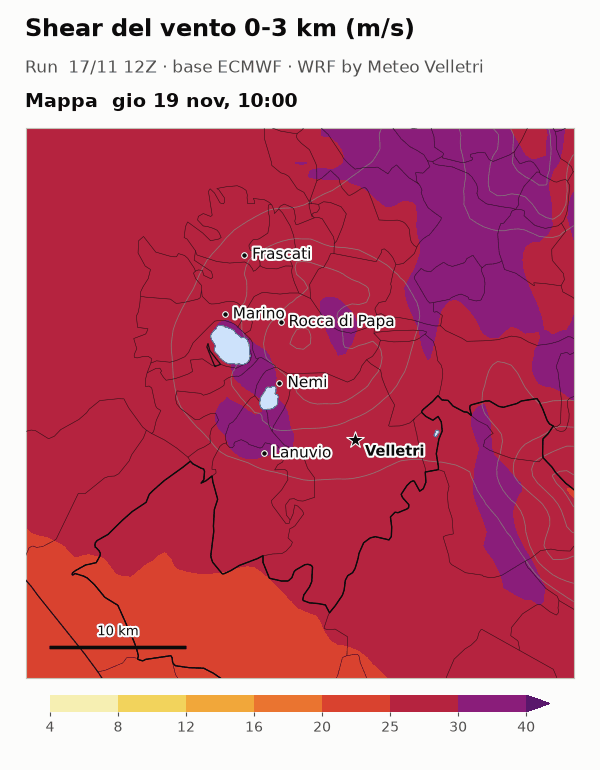 Shear del vento 0-3 km (m/s)
Run  17/11 12Z · base ECMWF · WRF by Meteo Velletri
Mappa  gio 19 nov, 10:00
Frascati
Marino
Rocca di Papa
Nemi
Velletri
Lanuvio
10 km
4 8 12 16 20 25 30 40